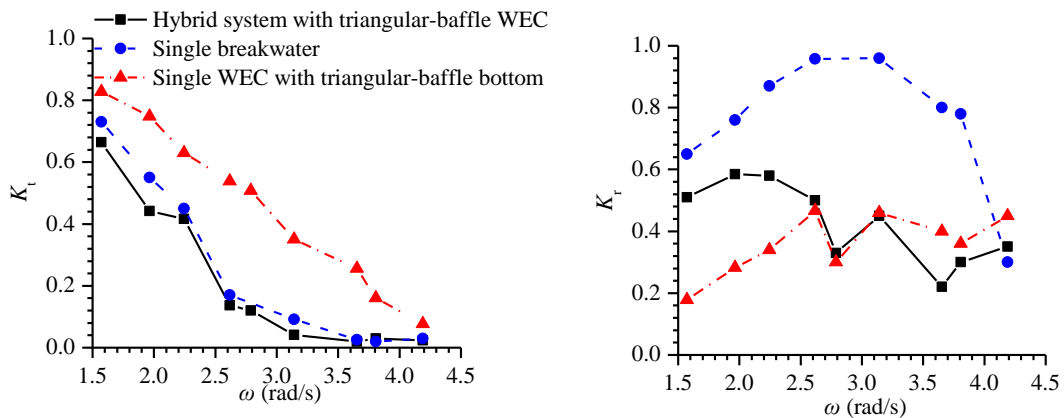 Hybrid system with triangular-baffle WEC
Single breakwater
Single WEC with triangular-baffle bottom
1.0
0.8
0.6
0.4
0.2
0.0
Kt
1.5 2.0 2.5 3.0 3.5 4.0 4.5
ω (rad/s)
1.0
0.8
0.6
0.4
0.2
0.0
Kr
1.5 2.0 2.5 3.0 3.5 4.0 4.5
ω (rad/s)